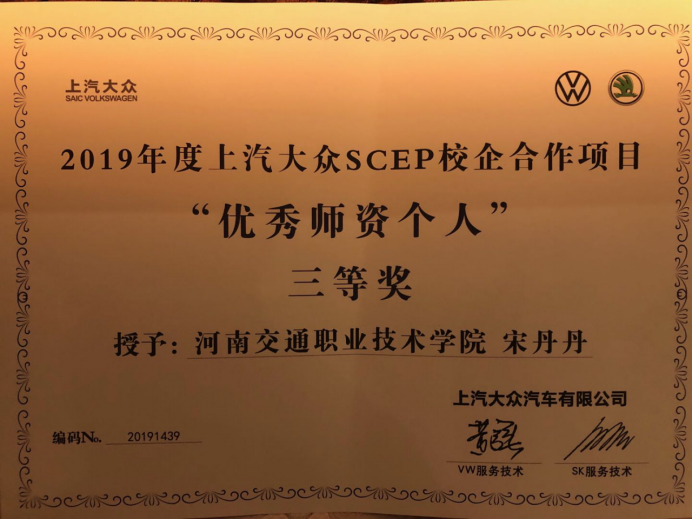 上汽大众
SAIC VOLKSWAGEN
2019年度上汽大众SCEP校企合作项目
“优秀师资个人”
三等奖
授予：河南交通职业技术学院 宋丹丹
上汽大众汽车有限公司
编码No. 20191439
VW服务技术
SK服务技术